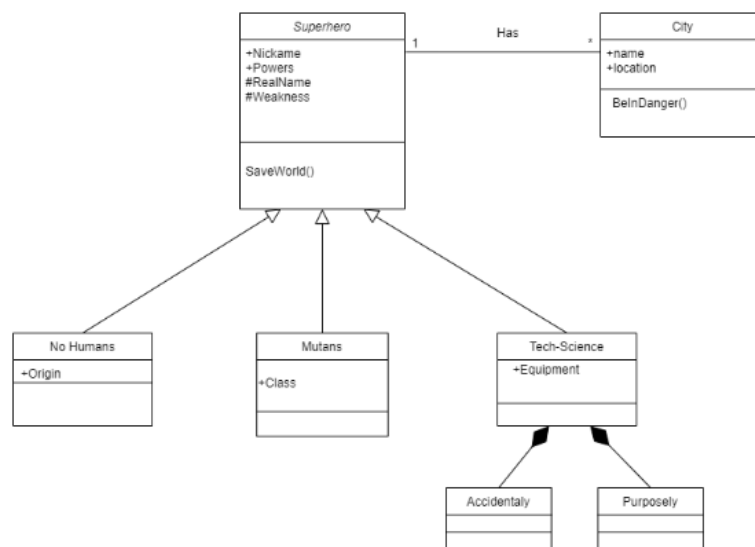 Superhero
+Nickame
+Powers
#RealName
#Weakness
SaveWorld()
1
Has
*
City
+name
+location
BeInDanger()
No Humans
+Origin
Mutans
+Class
Tech-Science
+Equipment
Accidentaly
Purposely